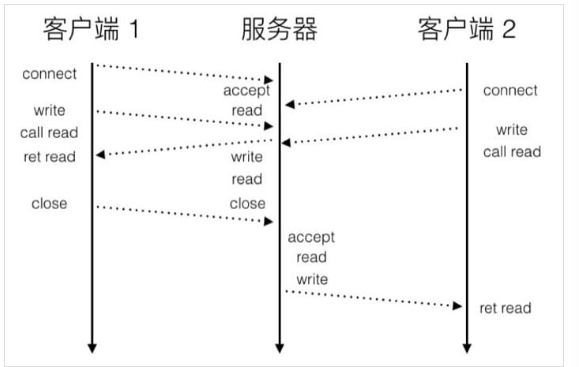 客户端 1
服务器
客户端 2
connect
write
call read
ret read
close
accept
read
write
read
close
accept
read
write
connect
write
call read
ret read